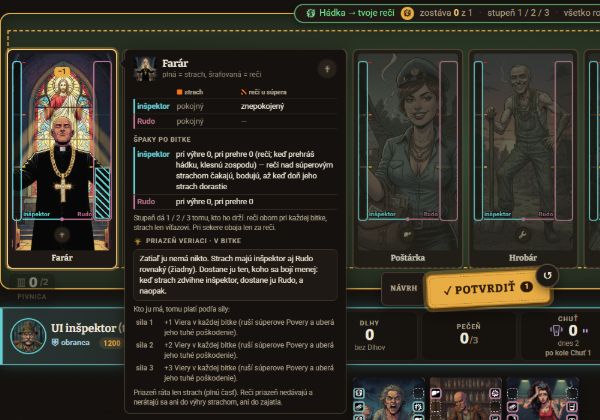 Hádka → tvoje reči zostáva 0 z 1 · stupeň 1 / 2 / 3 · všetko ro
−1
inšpektor Rudo
Farár
Farár
plná = strach, šrafovaná = reči
strach reči u súpera
inšpektor pokojný znepokojený
Rudo pokojný —
ŠPAKY PO BITKE
inšpektor pri výhre 0, pri prehre 0 (reči; keď prehráš
hádku, klesnú zospodu) — reči nad súperovým
strachom čakajú, bodujú, až keď doň jeho
strach dorastie
Rudo pri výhre 0, pri prehre 0
Stupeň dá 1 / 2 / 3 tomu, kto ho drží: reči obom pri každej bitke,
strach len víťazovi. Pri sekere obaja len za reči.
PRIAZEŇ VERIACI · V BITKE
Zatiaľ ju nemá nikto. Strach majú inšpektor aj Rudo
rovnaký (žiadny). Dostane ju ten, koho sa bojí menej:
keď strach zdvihne inšpektor, dostane ju Rudo, a
naopak.
Kto ju má, tomu platí podľa sily:
sila 1 +1 Viera v každej bitke (ruší súperove Povery a uberá
jeho tuhé poškodenie).
sila 2 +2 Viera v každej bitke (ruší súperove Povery a uberá
jeho tuhé poškodenie).
sila 3 +3 Viera v každej bitke (ruší súperove Povery a uberá
jeho tuhé poškodenie).
Priazeň ruší strach (plnú časť). Reči priazeň nedávajú a
nerátajú sa ani do výhry strachom, ani do zajatia.
inšpektor Rudo
Poštárka
inšpektor Rudo
Hrobár
0/2
PIVNICA
NÁVRH
✓ POTVRDIŤ 1
UI inšpektor (t
obranca 1200
DLHY
0
bez Dlhov
PEČEŇ
0/3
CHUŤ
0
dnes 2
po kole Chuť 1